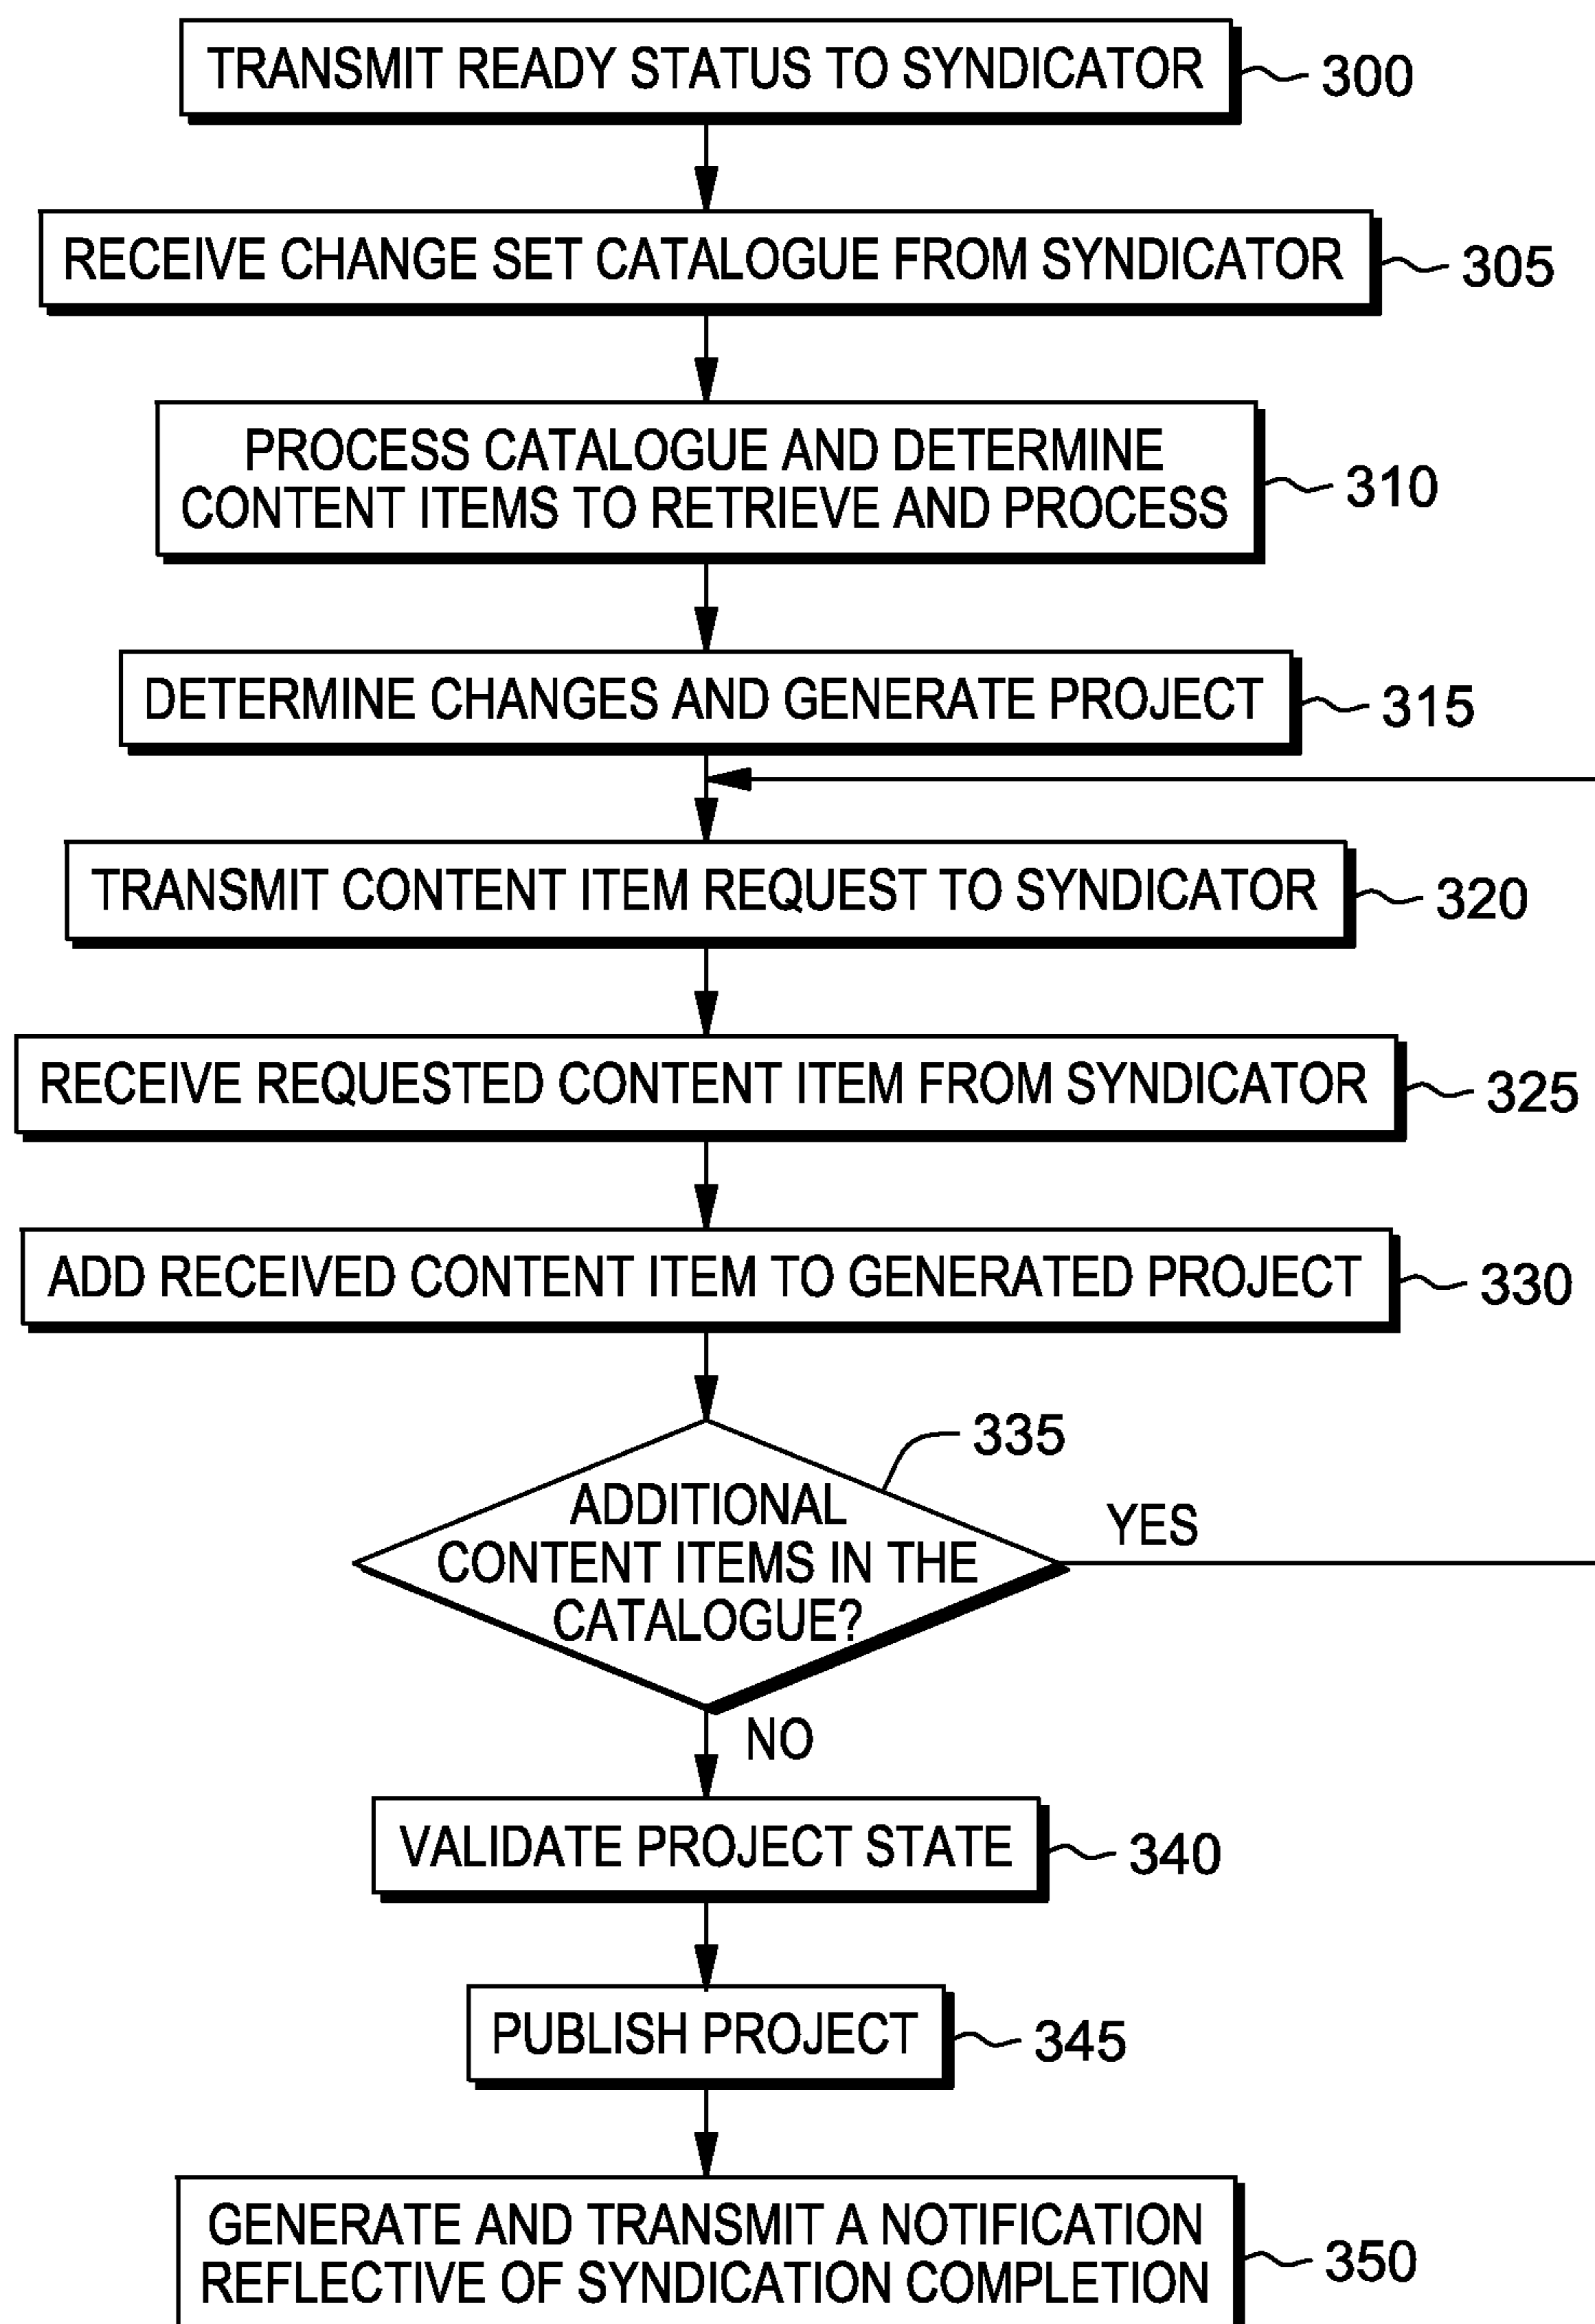 TRANSMIT READY STATUS TO SYNDICATOR
300
RECEIVE CHANGE SET CATALOGUE FROM SYNDICATOR
305
PROCESS CATALOGUE AND DETERMINE
CONTENT ITEMS TO RETRIEVE AND PROCESS
310
DETERMINE CHANGES AND GENERATE PROJECT
315
TRANSMIT CONTENT ITEM REQUEST TO SYNDICATOR
320
RECEIVE REQUESTED CONTENT ITEM FROM SYNDICATOR
325
ADD RECEIVED CONTENT ITEM TO GENERATED PROJECT
330
335
ADDITIONAL
CONTENT ITEMS IN THE
CATALOGUE?
YES
NO
VALIDATE PROJECT STATE
340
PUBLISH PROJECT
345
GENERATE AND TRANSMIT A NOTIFICATION
REFLECTIVE OF SYNDICATION COMPLETION
350